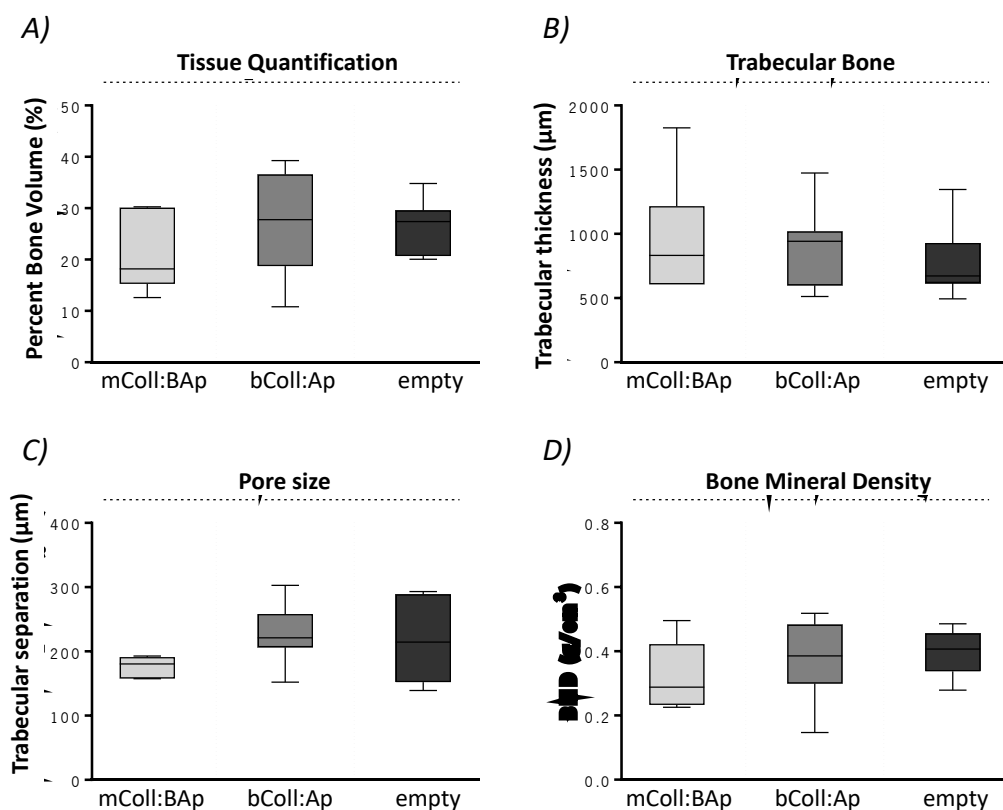 A)
Tissue Quantification
Percent Bone Volume (%)
50
40
30
20
10
0
mColl:BAp bColl:Ap empty
B)
Trabecular Bone
Trabecular thickness (µm)
2000
1500
1000
500
0
mColl:BAp bColl:Ap empty
C)
Pore size
Trabecular separation (µm)
400
300
200
100
0
mColl:BAp bColl:Ap empty
D)
Bone Mineral Density
0.8
0.6
0.4
0.2
0.0
mColl:BAp bColl:Ap empty